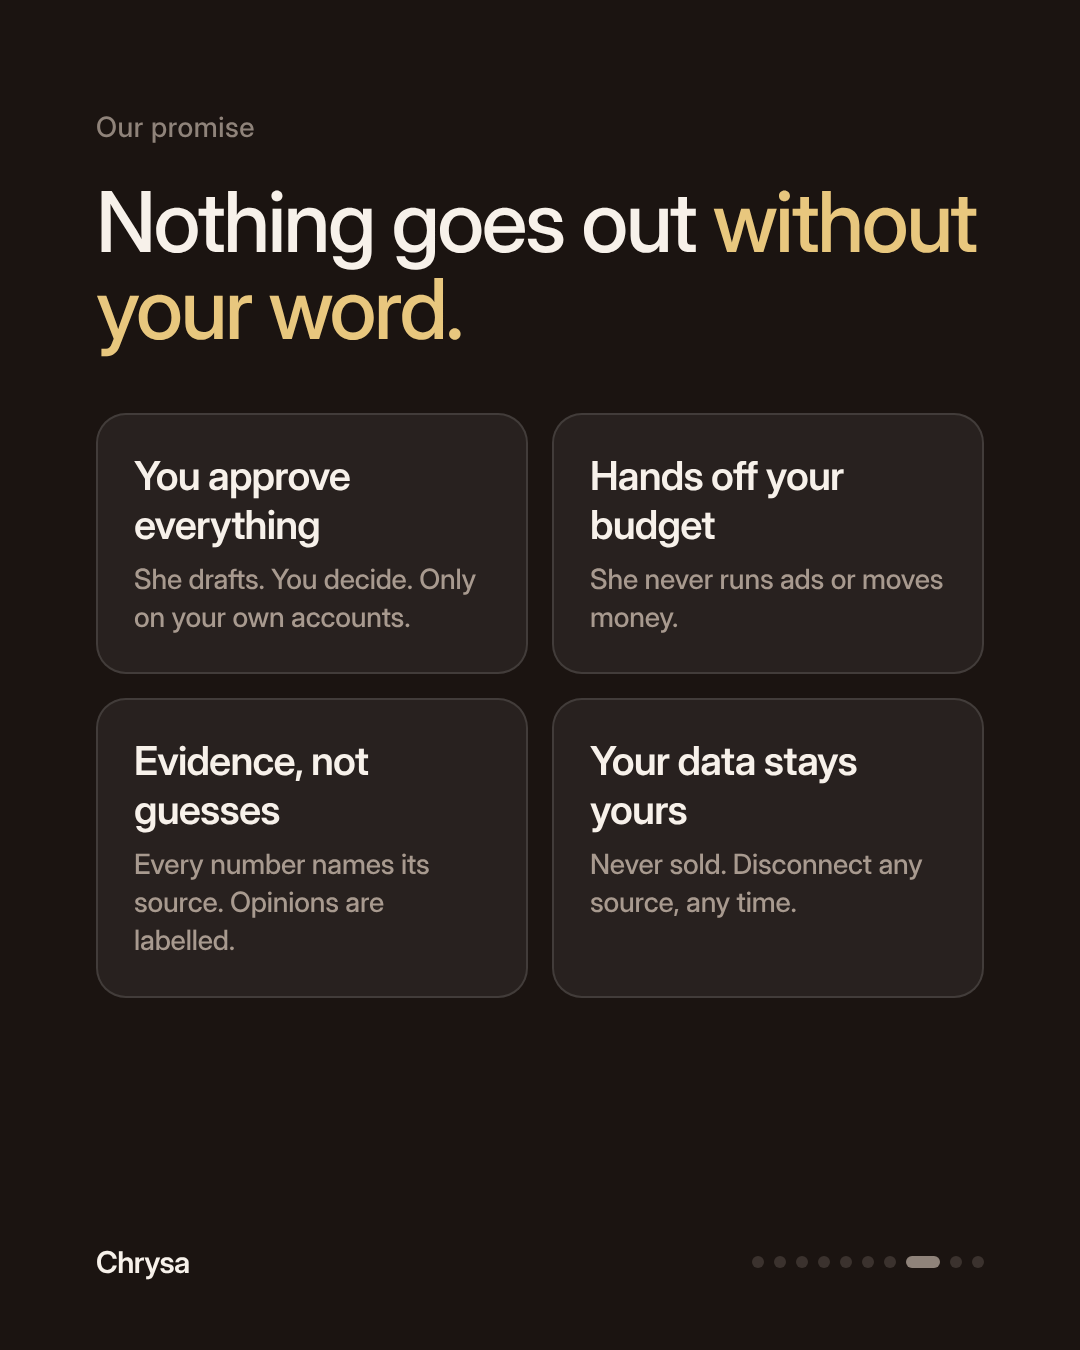 Our promise
Nothing goes out without
your word.
You approve
everything
She drafts. You decide. Only
on your own accounts.
Hands off your
budget
She never runs ads or moves
money.
Evidence, not
guesses
Every number names its
source. Opinions are
labelled.
Your data stays
yours
Never sold. Disconnect any
source, any time.
Chrysa